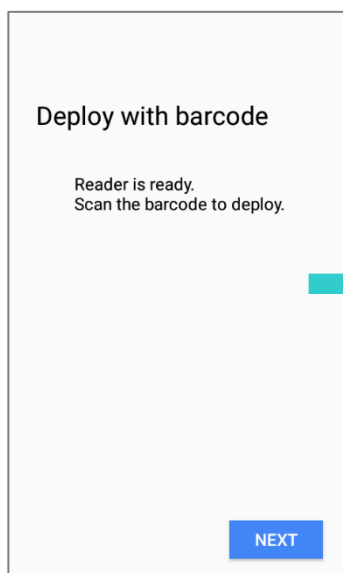 Deploy with barcode
Reader is ready.
Scan the barcode to deploy.
NEXT